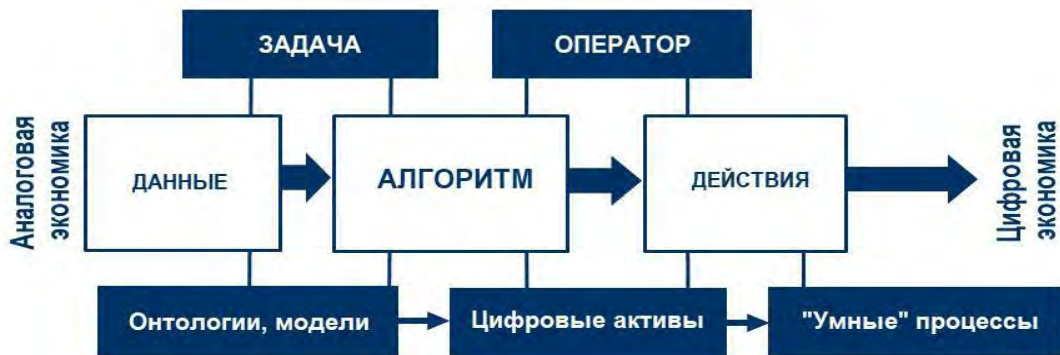 ЗАДАЧА
ОПЕРАТОР
Аналоговая
экономика
ДАННЫЕ
АЛГОРИТМ
ДЕЙСТВИЯ
Цифровая
экономика
Онтологии, модели
Цифровые активы
"Умные" процессы